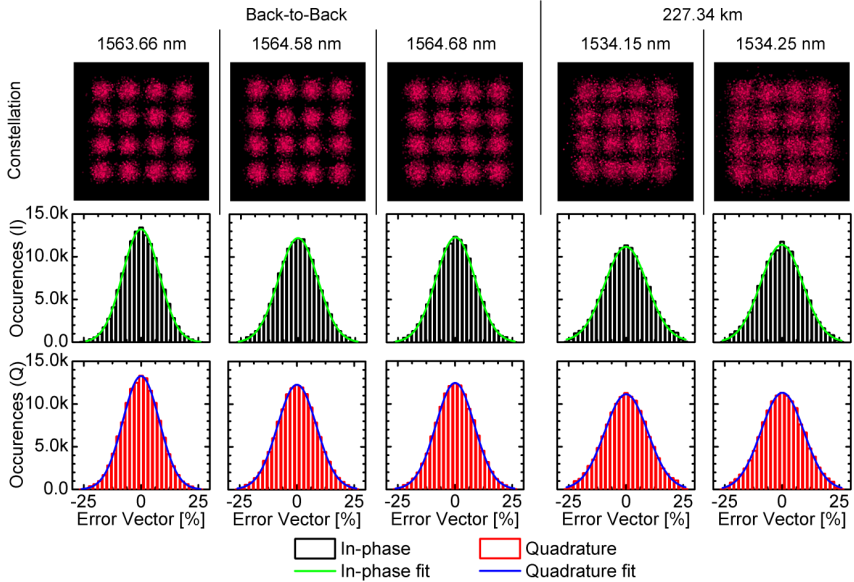 Back-to-Back 227.34 km
1563.66 nm 1564.58 nm 1564.68 nm 1534.15 nm 1534.25 nm
Constellation
Occurences (I)
15.0k
10.0k
5.0k
0.0
Occurences (Q)
15.0k
10.0k
5.0k
0.0
-25 0 25 -25 0 25 -25 0 25 -25 0 25 -25 0 25
Error Vector [%] Error Vector [%] Error Vector [%] Error Vector [%] Error Vector [%]
In-phase Quadrature
In-phase fit Quadrature fit